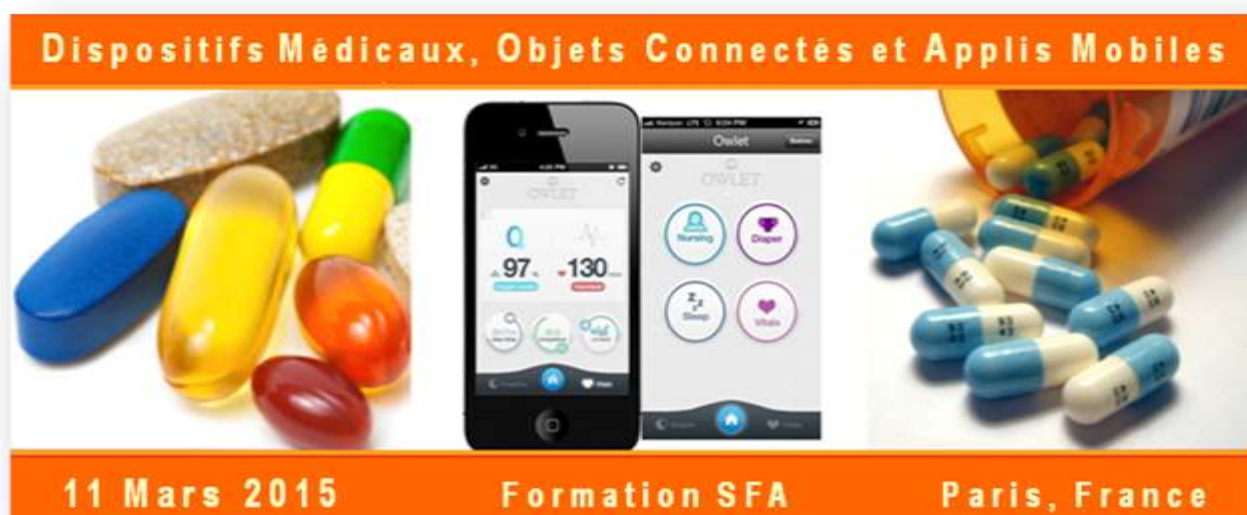 Dispositifs Médicaux, Objets Connectés et Applis Mobiles
Owlet
OWLET
OWLET
97 %
130
Nursing
Diaper
Sleep
Vitals
Vitals
11 Mars 2015
Formation SFA
Paris, France